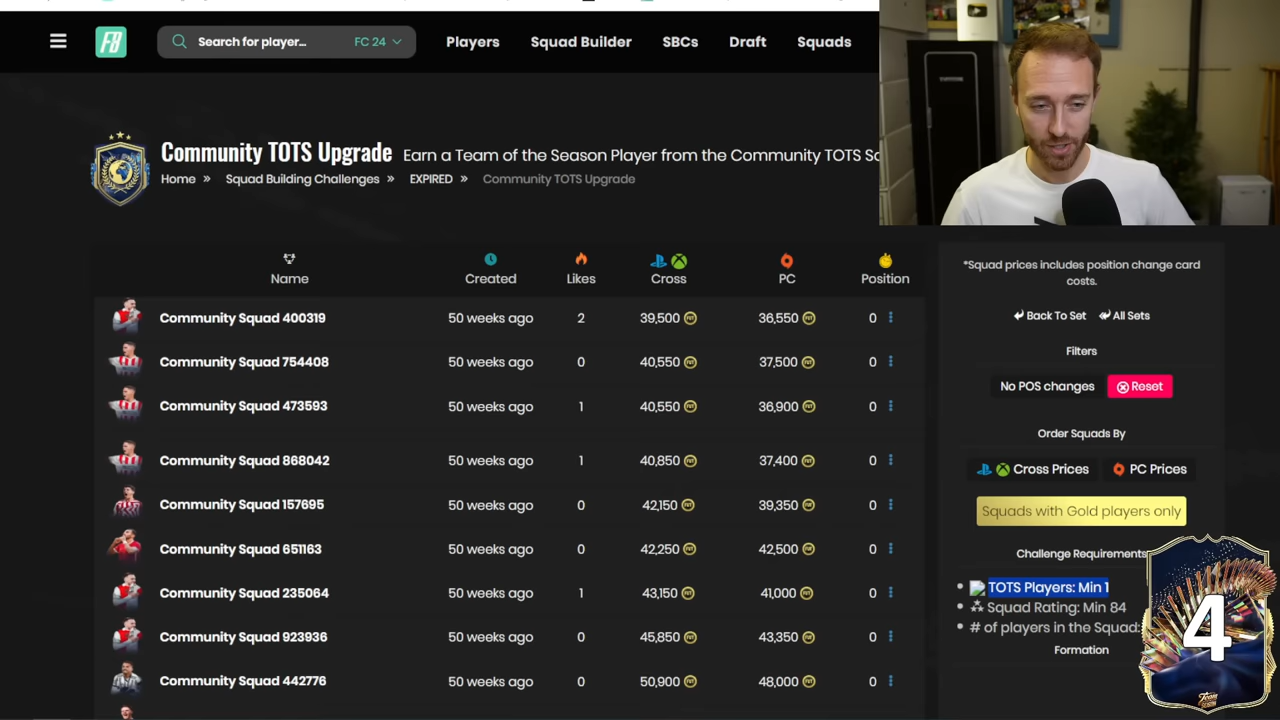 FB
Search for player...
FC 24
Players
Squad Builder
SBCs
Draft
Squads
Community TOTS Upgrade
Earn a Team of the Season Player from the Community TOTS Sc
Home » Squad Building Challenges » EXPIRED » Community TOTS Upgrade
Name Created Likes Cross PC Position
Community Squad 400319 50 weeks ago 2 39,500 36,550 0
Community Squad 754408 50 weeks ago 0 40,550 37,500 0
Community Squad 473593 50 weeks ago 1 40,550 36,900 0
Community Squad 868042 50 weeks ago 1 40,850 37,400 0
Community Squad 157695 50 weeks ago 0 42,150 39,350 0
Community Squad 651163 50 weeks ago 0 42,250 42,500 0
Community Squad 235064 50 weeks ago 1 43,150 41,000 0
Community Squad 923936 50 weeks ago 0 45,850 43,350 0
Community Squad 442776 50 weeks ago 0 50,900 48,000 0
*Squad prices includes position change card
costs.
Back To Set All Sets
Filters
No POS changes Reset
Order Squads By
Cross Prices PC Prices
Squads with Gold players only
Challenge Requirements
TOTS Players: Min 1
Squad Rating: Min 84
# of players in the Squad:
Formation
4